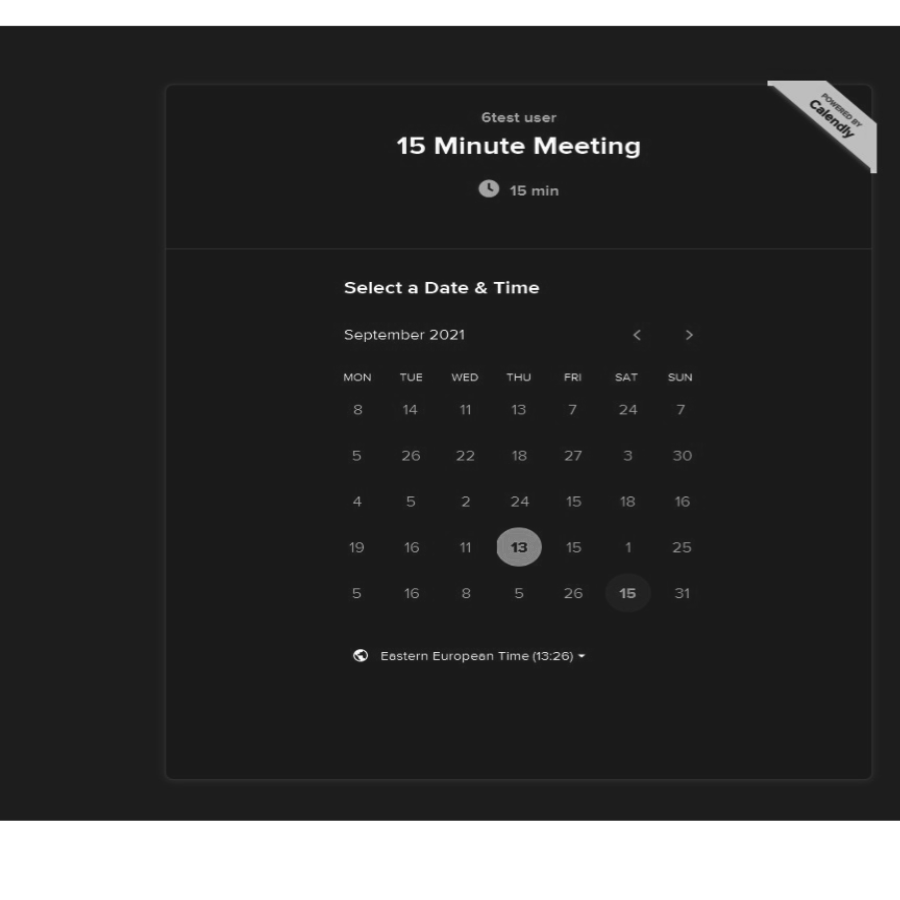 POWERED BY
Calendly
6test user
15 Minute Meeting
15 min
Select a Date & Time
September 2021 < >
MON TUE WED THU FRI SAT SUN
8 14 11 13 7 24 7
5 26 22 18 27 3 30
4 5 2 24 15 18 16
19 16 11 13 15 1 25
5 16 8 5 26 15 31
Eastern European Time (13:26)